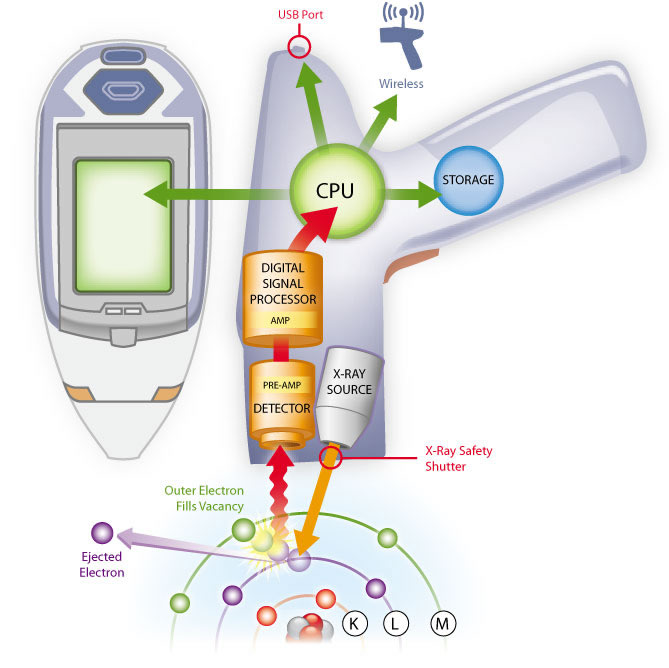 USB Port
Wireless
CPU
STORAGE
DIGITAL
SIGNAL
PROCESSOR
AMP
X-RAY
SOURCE
PRE-AMP
DETECTOR
X-Ray Safety
Shutter
Outer Electron
Fills Vacancy
Ejected
Electron
K
L
M